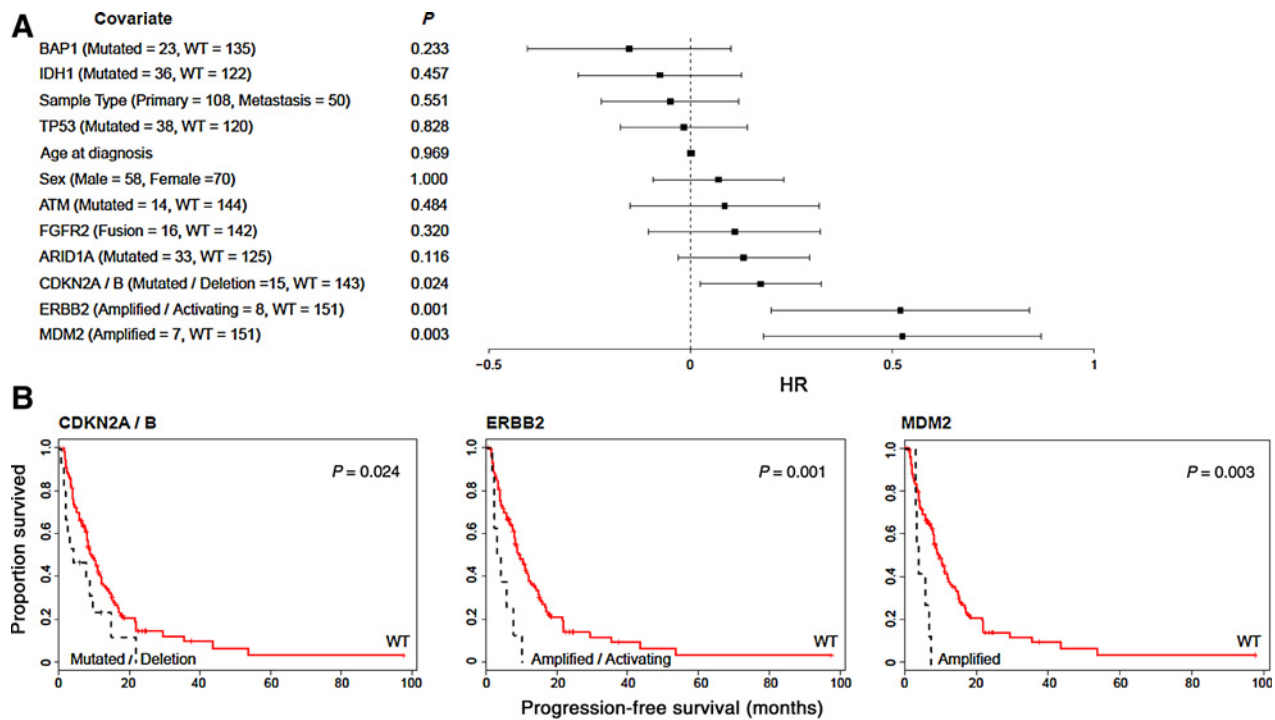 A
Covariate P
BAP1 (Mutated = 23, WT = 135) 0.233
IDH1 (Mutated = 36, WT = 122) 0.457
Sample Type (Primary = 108, Metastasis = 50) 0.551
TP53 (Mutated = 38, WT = 120) 0.828
Age at diagnosis 0.969
Sex (Male = 58, Female =70) 1.000
ATM (Mutated = 14, WT = 144) 0.484
FGFR2 (Fusion = 16, WT = 142) 0.320
ARID1A (Mutated = 33, WT = 125) 0.116
CDKN2A / B (Mutated / Deletion =15, WT = 143) 0.024
ERBB2 (Amplified / Activating = 8, WT = 151) 0.001
MDM2 (Amplified = 7, WT = 151) 0.003
−0.5 0 0.5 1
HR
B
Proportion survived
CDKN2A / B
P = 0.024
1.0
0.8
0.6
0.4
0.2
0
WT
Mutated / Deletion
0 20 40 60 80 100
ERBB2
P = 0.001
1.0
0.8
0.6
0.4
0.2
0
WT
Amplified / Activating
0 20 40 60 80 100
MDM2
P = 0.003
1.0
0.8
0.6
0.4
0.2
0
WT
Amplified
0 20 40 60 80 100
Progression-free survival (months)